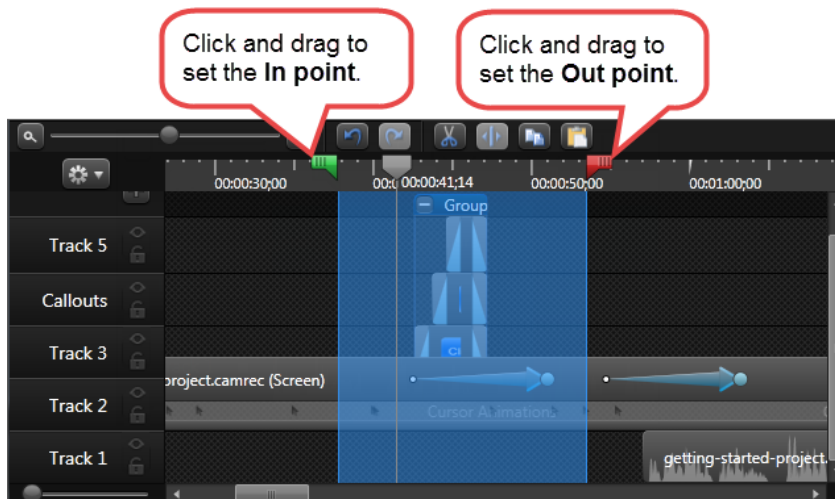 Click and drag to
set the In point.
Click and drag to
set the Out point.
00:00:30;00
00:0
00:00:41;14
00:00:50;00
00:01:00;00
Group
Track 5
Callouts
Track 3
project.camrec (Screen)
Track 2
Cursor Animations
C
Track 1
getting-started-project.